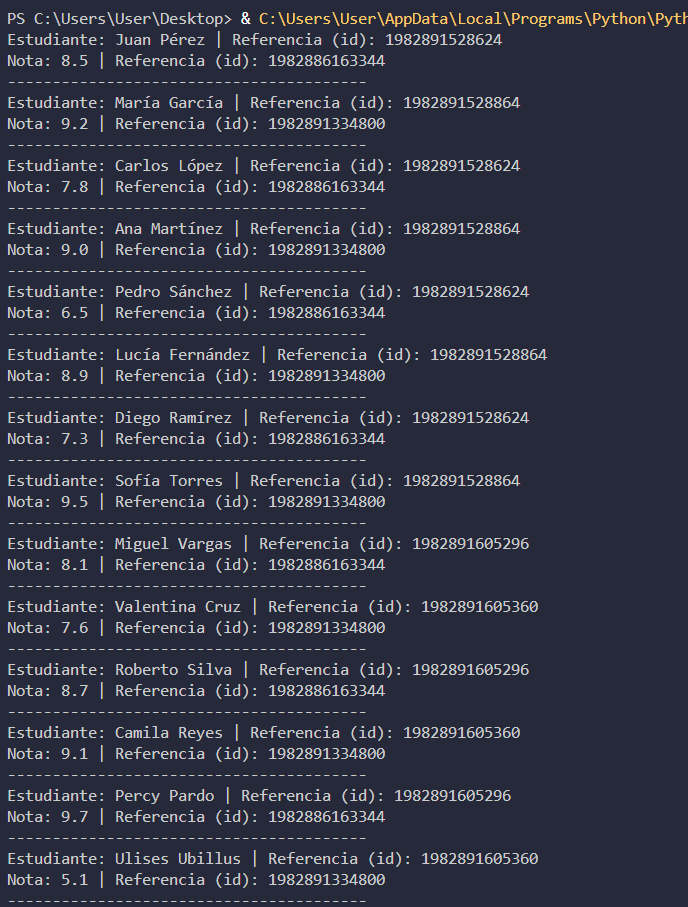 PS C:\Users\User\Desktop> & C:\Users\User\AppData\Local\Programs\Python\Pyth
Estudiante: Juan Pérez | Referencia (id): 1982891528624
Nota: 8.5 | Referencia (id): 1982886163344
----------------------------------------
Estudiante: María García | Referencia (id): 1982891528864
Nota: 9.2 | Referencia (id): 1982891334800
----------------------------------------
Estudiante: Carlos López | Referencia (id): 1982891528624
Nota: 7.8 | Referencia (id): 1982886163344
----------------------------------------
Estudiante: Ana Martínez | Referencia (id): 1982891528864
Nota: 9.0 | Referencia (id): 1982891334800
----------------------------------------
Estudiante: Pedro Sánchez | Referencia (id): 1982891528624
Nota: 6.5 | Referencia (id): 1982886163344
----------------------------------------
Estudiante: Lucía Fernández | Referencia (id): 1982891528864
Nota: 8.9 | Referencia (id): 1982891334800
----------------------------------------
Estudiante: Diego Ramírez | Referencia (id): 1982891528624
Nota: 7.3 | Referencia (id): 1982886163344
----------------------------------------
Estudiante: Sofía Torres | Referencia (id): 1982891528864
Nota: 9.5 | Referencia (id): 1982891334800
----------------------------------------
Estudiante: Miguel Vargas | Referencia (id): 1982891605296
Nota: 8.1 | Referencia (id): 1982886163344
----------------------------------------
Estudiante: Valentina Cruz | Referencia (id): 1982891605360
Nota: 7.6 | Referencia (id): 1982891334800
----------------------------------------
Estudiante: Roberto Silva | Referencia (id): 1982891605296
Nota: 8.7 | Referencia (id): 1982886163344
----------------------------------------
Estudiante: Camila Reyes | Referencia (id): 1982891605360
Nota: 9.1 | Referencia (id): 1982891334800
----------------------------------------
Estudiante: Percy Pardo | Referencia (id): 1982891605296
Nota: 9.7 | Referencia (id): 1982886163344
----------------------------------------
Estudiante: Ulises Ubillus | Referencia (id): 1982891605360
Nota: 5.1 | Referencia (id): 1982891334800
----------------------------------------